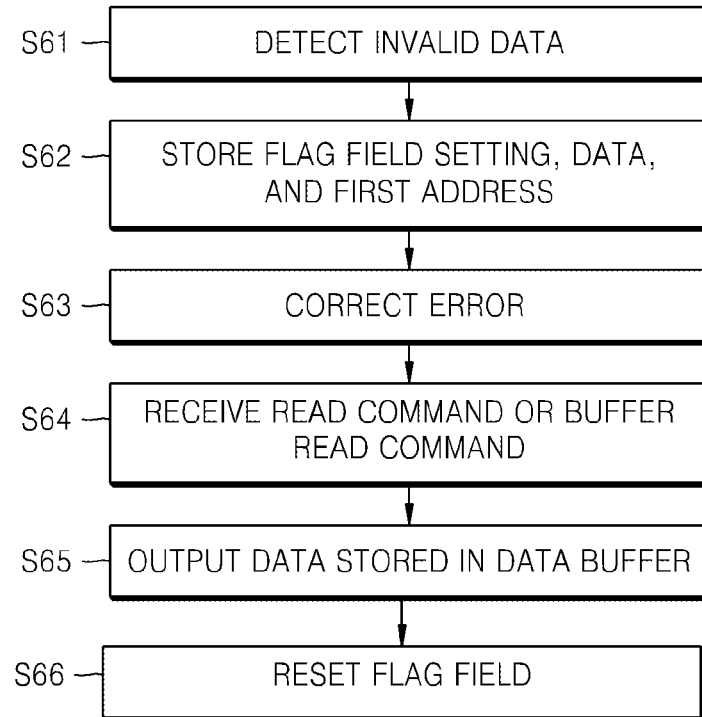 S61
DETECT INVALID DATA
S62
STORE FLAG FIELD SETTING, DATA,
AND FIRST ADDRESS
S63
CORRECT ERROR
S64
RECEIVE READ COMMAND OR BUFFER
READ COMMAND
S65
OUTPUT DATA STORED IN DATA BUFFER
S66
RESET FLAG FIELD